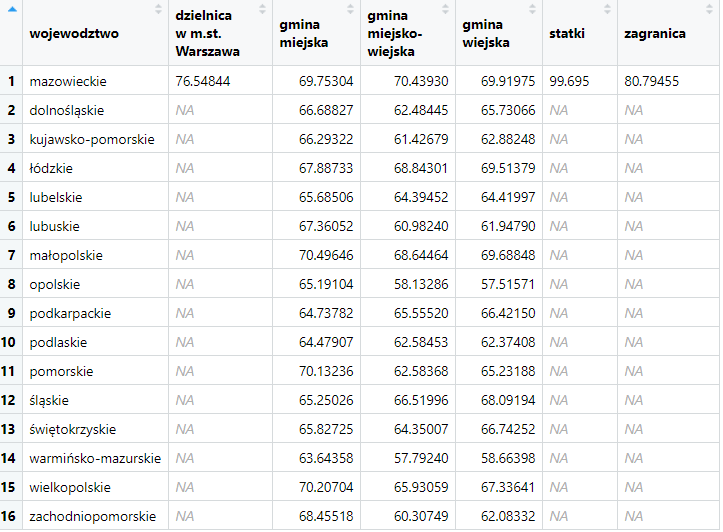 wojewodztwo dzielnica w m.st. Warszawa gmina miejska gmina miejsko-wiejska gmina wiejska statki zagranica
1 mazowieckie 76.54844 69.75304 70.43930 69.91975 99.695 80.79455
2 dolnośląskie NA 66.68827 62.48445 65.73066 NA NA
3 kujawsko-pomorskie NA 66.29322 61.42679 62.88248 NA NA
4 łódzkie NA 67.88733 68.84301 69.51379 NA NA
5 lubelskie NA 65.68506 64.39452 64.41997 NA NA
6 lubuskie NA 67.36052 60.98240 61.94790 NA NA
7 małopolskie NA 70.49646 68.64464 69.68848 NA NA
8 opolskie NA 65.19104 58.13286 57.51571 NA NA
9 podkarpackie NA 64.73782 65.55520 66.42150 NA NA
10 podlaskie NA 64.47907 62.58453 62.37408 NA NA
11 pomorskie NA 70.13236 62.58368 65.23188 NA NA
12 śląskie NA 65.25026 66.51996 68.09194 NA NA
13 świętokrzyskie NA 65.82725 64.35007 66.74252 NA NA
14 warmińsko-mazurskie NA 63.64358 57.79240 58.66398 NA NA
15 wielkopolskie NA 70.20704 65.93059 67.33641 NA NA
16 zachodniopomorskie NA 68.45518 60.30749 62.08332 NA NA